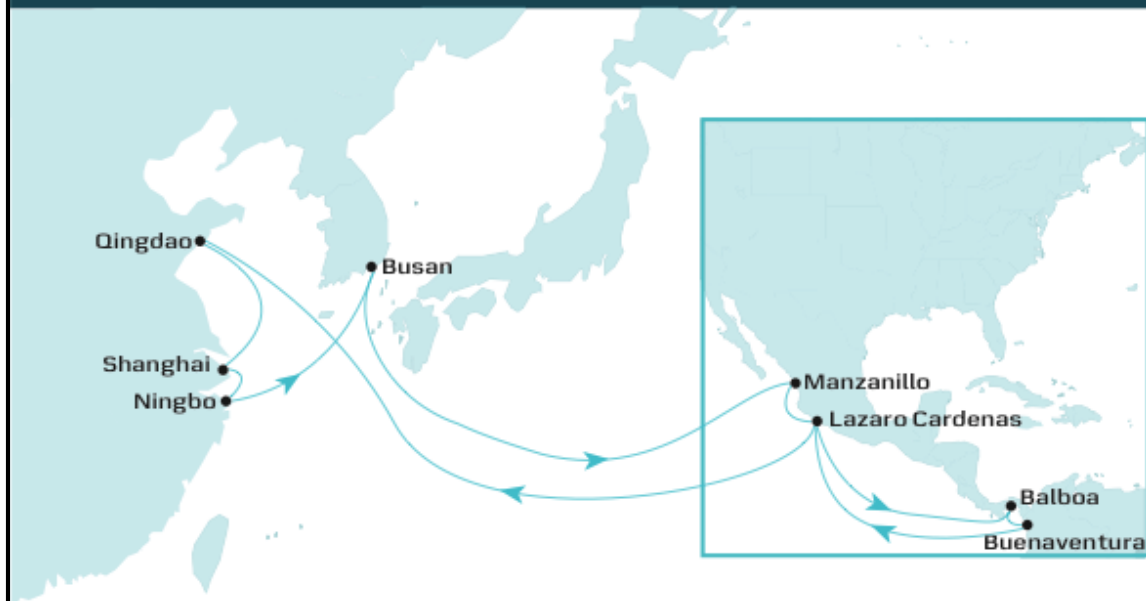 Qingdao
Busan
Shanghai
Ningbo
Manzanillo
Lazaro Cardenas
Balboa
Buenaventura